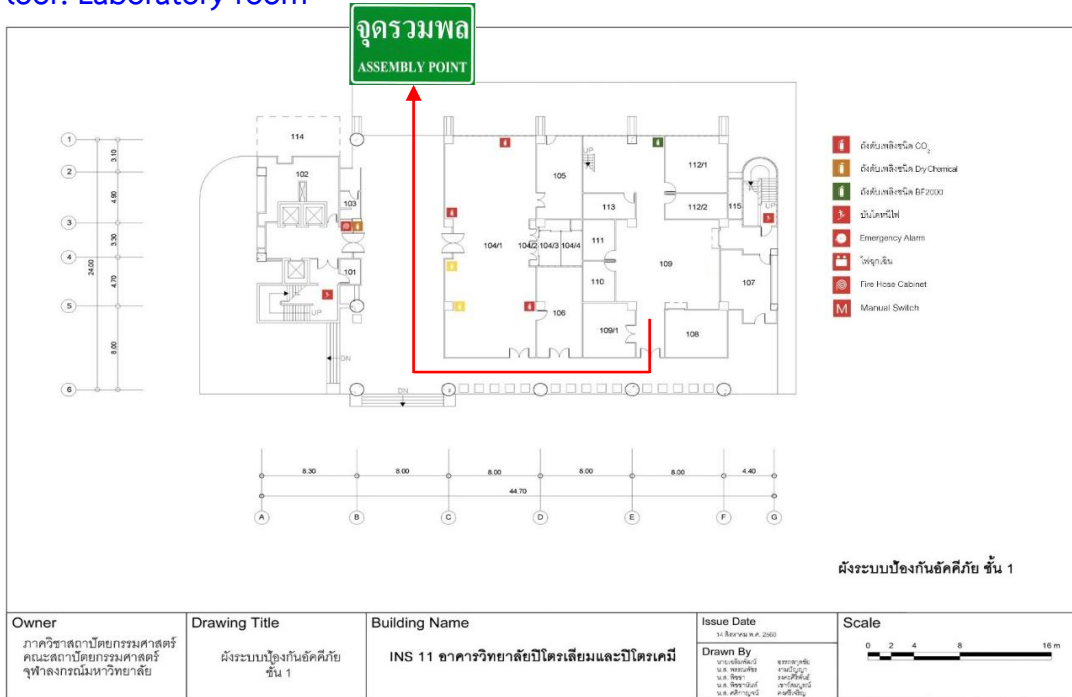 Laboratory room
จุดรวมพล
ASSEMBLY POINT
1
2
3
4
5
6
3.10
4.90
3.30
4.70
8.00
24.00
114
102
103
101
UP
DN
DN
104/1
104/2
104/3
104/4
105
106
UP
113
111
110
109
109/1
112/1
112/2
115
UP
107
108
ถังดับเพลิงชนิด CO2
ถังดับเพลิงชนิด Dry Chemical
ถังดับเพลิงชนิด BF2000
บันไดหนีไฟ
Emergency Alarm
ไฟฉุกเฉิน
Fire Hose Cabinet
M Manual Switch
8.30
8.00
8.00
8.00
8.00
4.40
44.70
A
B
C
D
E
F
G
ผังระบบป้องกันอัคคีภัย ชั้น 1
Owner
ภาควิชาสถาปัตยกรรมศาสตร์
คณะสถาปัตยกรรมศาสตร์
จุฬาลงกรณ์มหาวิทยาลัย
Drawing Title
ผังระบบป้องกันอัคคีภัย
ชั้น 1
Building Name
INS 11 อาคารวิทยาลัยปิโตรเลียมและปิโตรเคมี
Issue Date
14 สิงหาคม พ.ศ. 2560
Drawn By
Scale
0 2 4 8 16 m